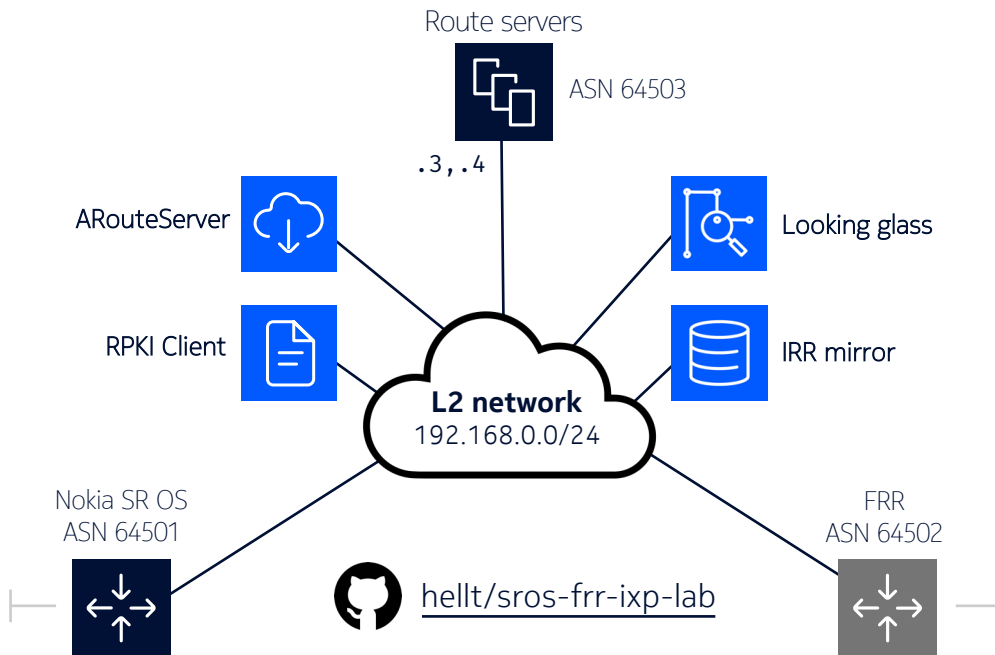 Route servers
ASN 64503
.3,.4
ARouteServer
Looking glass
RPKI Client
IRR mirror
L2 network
192.168.0.0/24
Nokia SR OS
ASN 64501
FRR
ASN 64502
hellt/sros-frr-ixp-lab